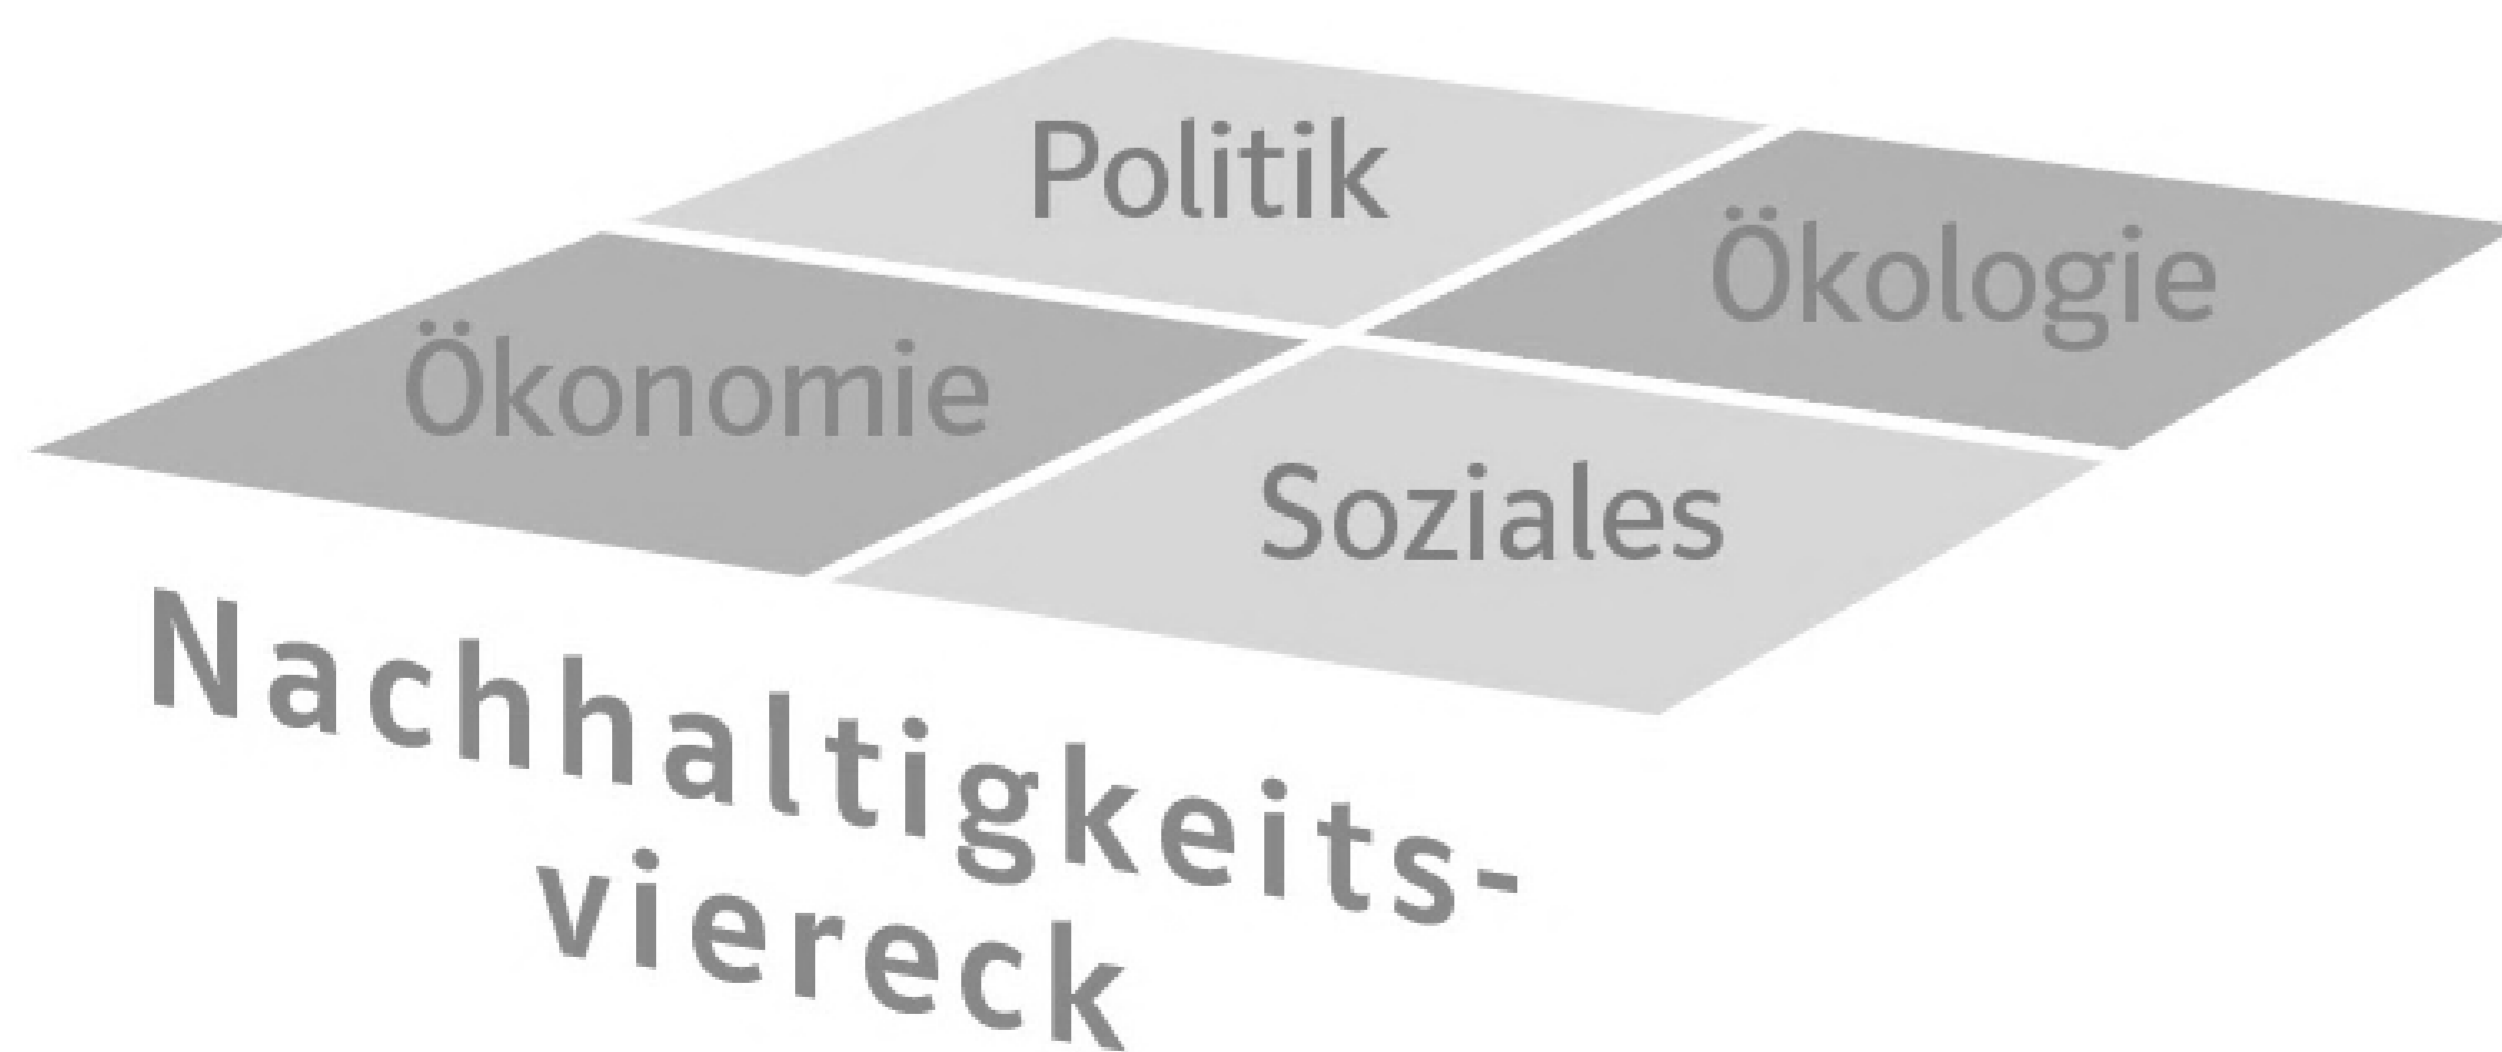 Politik
Ökologie
Ökonomie
Soziales
Nachhaltigkeits-
viereck